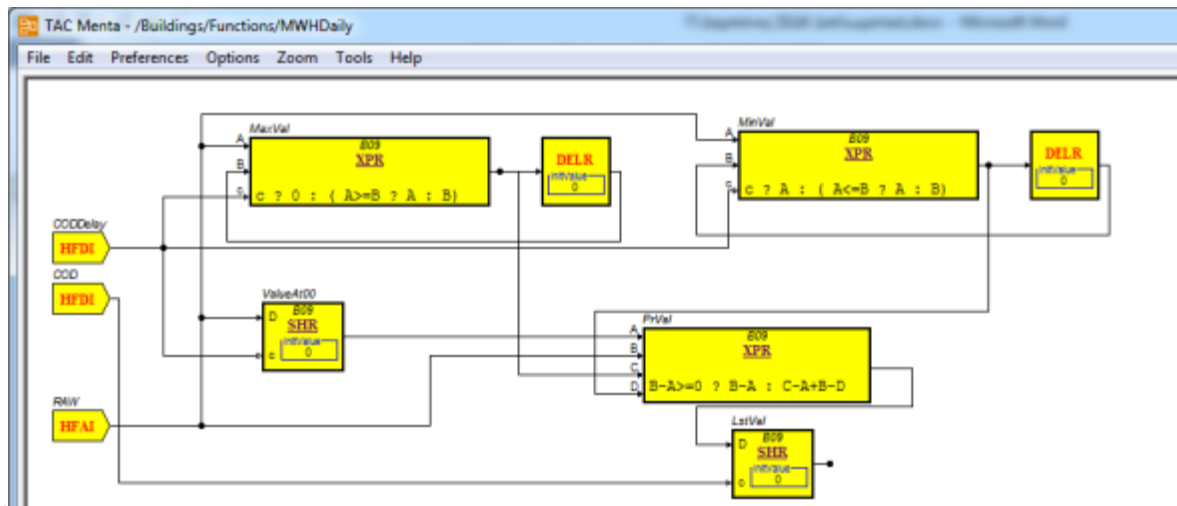 TAC Menta - /Buildings/Functions/MWHDaily
File Edit Preferences Options Zoom Tools Help
MaxVal
A
B
c
B09
XPR
c ? 0 : ( A>=B ? A : B)
DELR
InitValue
0
MinVal
A
B
c
B09
XPR
c ? A : ( A<=B ? A : B)
DELR
InitValue
0
CODDelay
HFDI
COD
HFDI
ValueAt00
D
c
B09
SHR
InitValue
0
PrVal
A
B
C
D
B09
XPR
B-A>=0 ? B-A : C-A+B-D
RAW
HFAI
LstVal
D
c
B09
SHR
InitValue
0